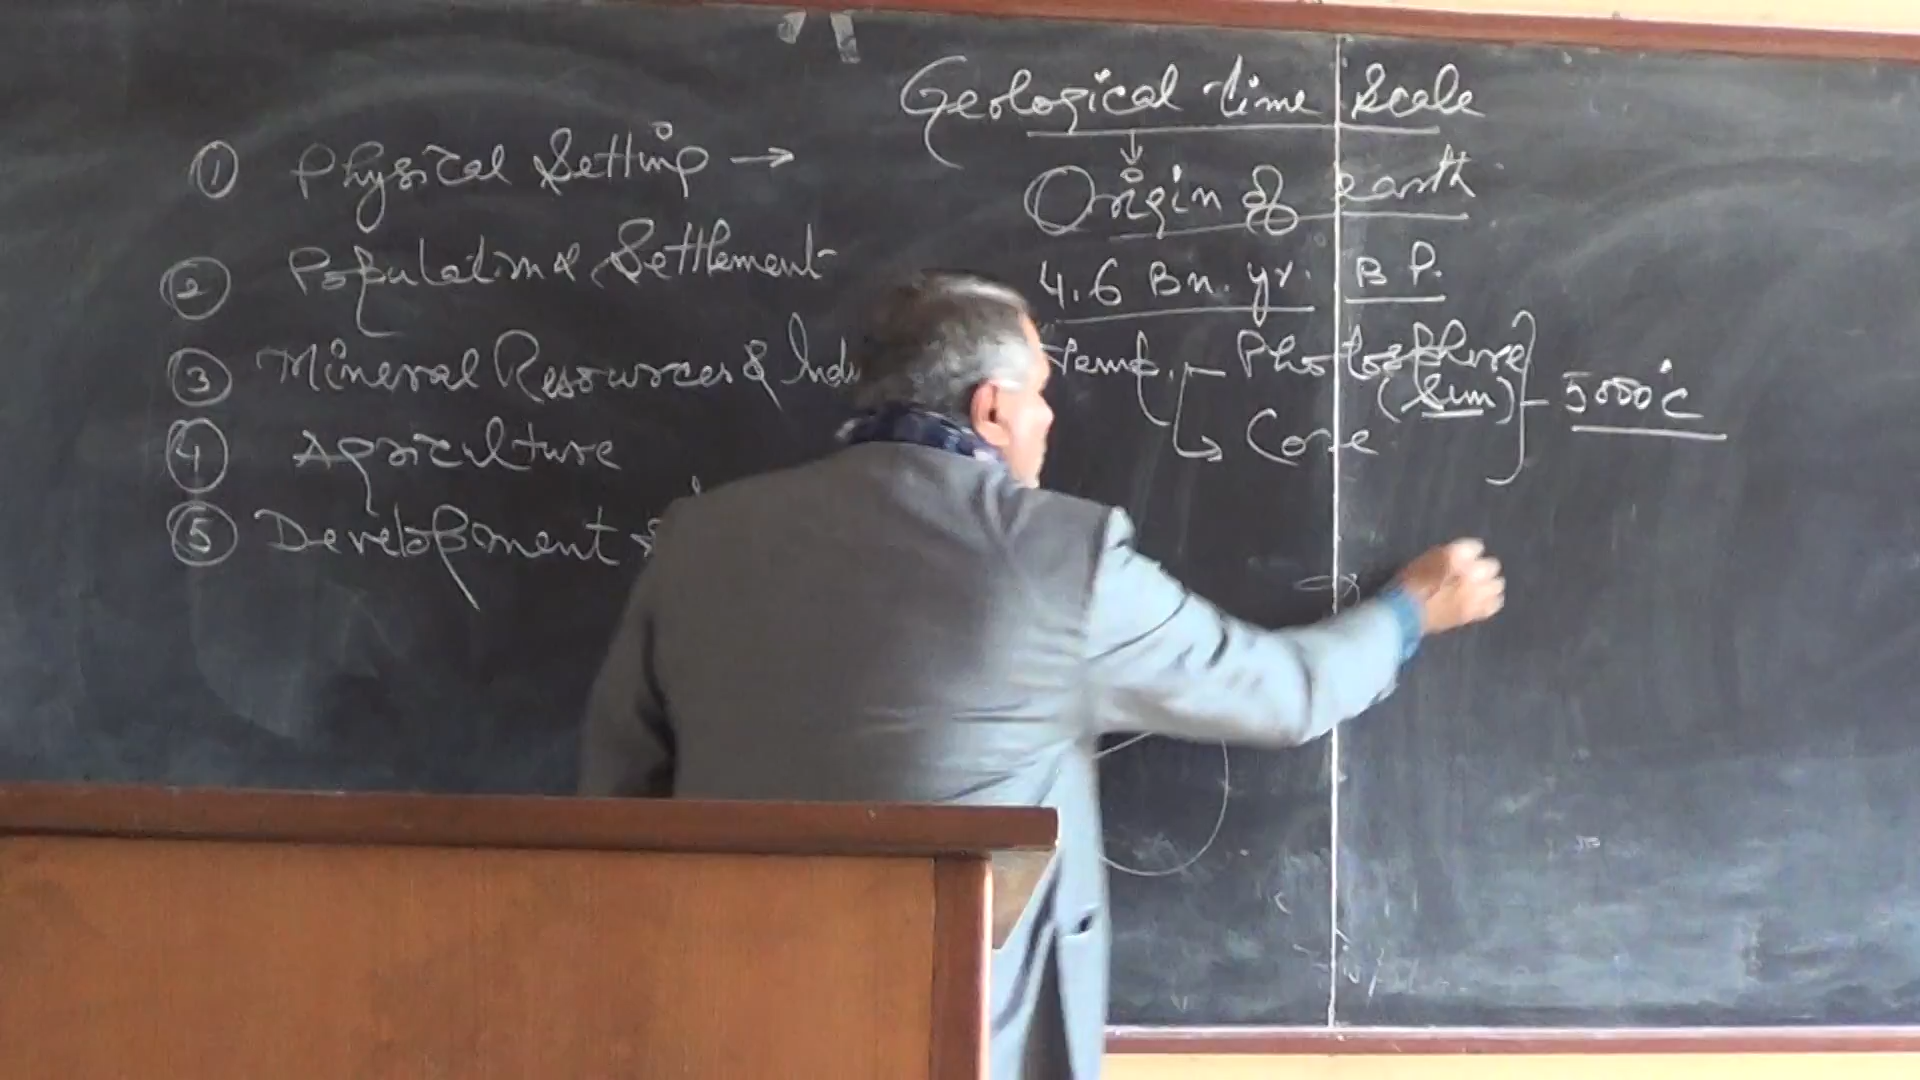 Geological time Scale
Origin of earth
4.6 Bn. yr. B P.
Temp. Photosphere
(Sun) 5000°C
Core
① Physical Setting →
② Population & Settlement
③ Mineral Resources & Indu
④ Agriculture
⑤ Development &